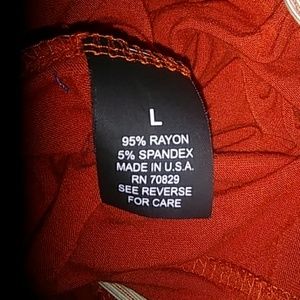 L
95% RAYON
5% SPANDEX
MADE IN U.S.A.
RN 70829
SEE REVERSE
FOR CARE